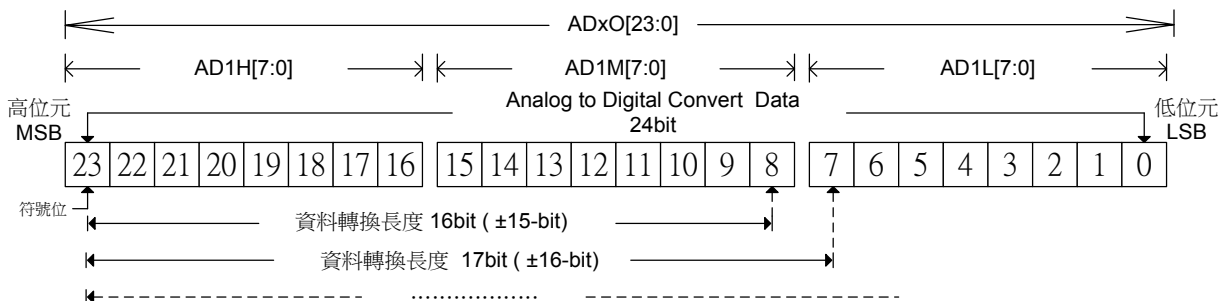 ADxO[23:0]
AD1H[7:0] AD1M[7:0] AD1L[7:0]
高位元 MSB
Analog to Digital Convert Data
24bit
低位元 LSB
23 22 21 20 19 18 17 16 15 14 13 12 11 10 9 8 7 6 5 4 3 2 1 0
符號位
資料轉換長度 16bit ( ±15-bit)
資料轉換長度 17bit ( ±16-bit)
..................